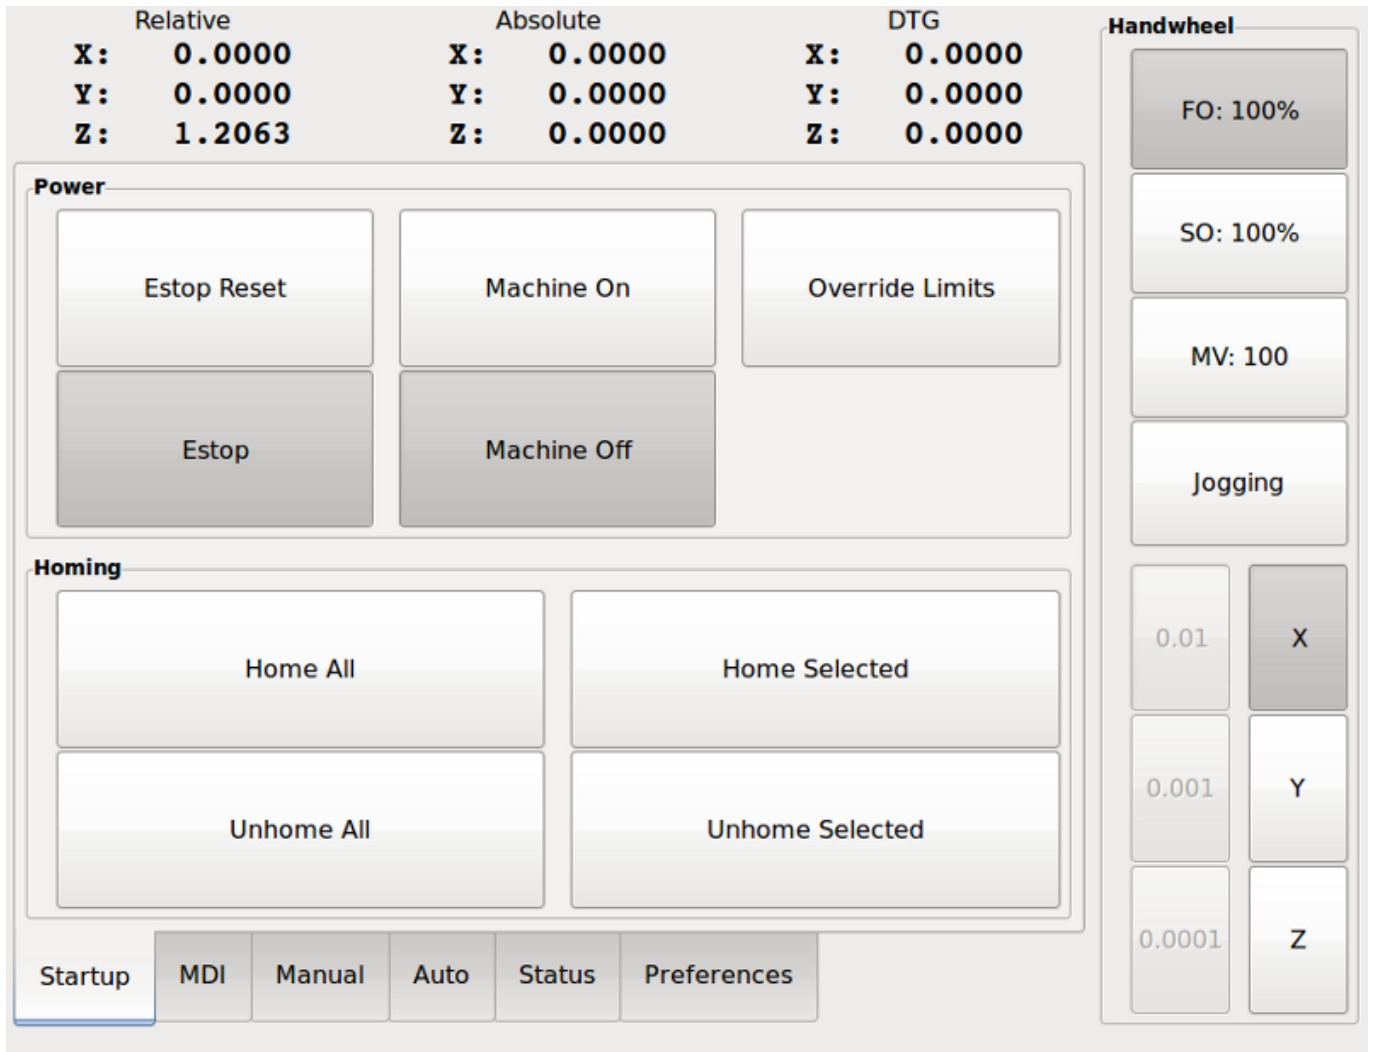 Relative Absolute DTG
X: 0.0000 X: 0.0000 X: 0.0000
Y: 0.0000 Y: 0.0000 Y: 0.0000
Z: 1.2063 Z: 0.0000 Z: 0.0000
Power
Estop Reset Machine On Override Limits
Estop Machine Off
Homing
Home All Home Selected
Unhome All Unhome Selected
Startup MDI Manual Auto Status Preferences
Handwheel
FO: 100%
SO: 100%
MV: 100
Jogging
0.01 X
0.001 Y
0.0001 Z